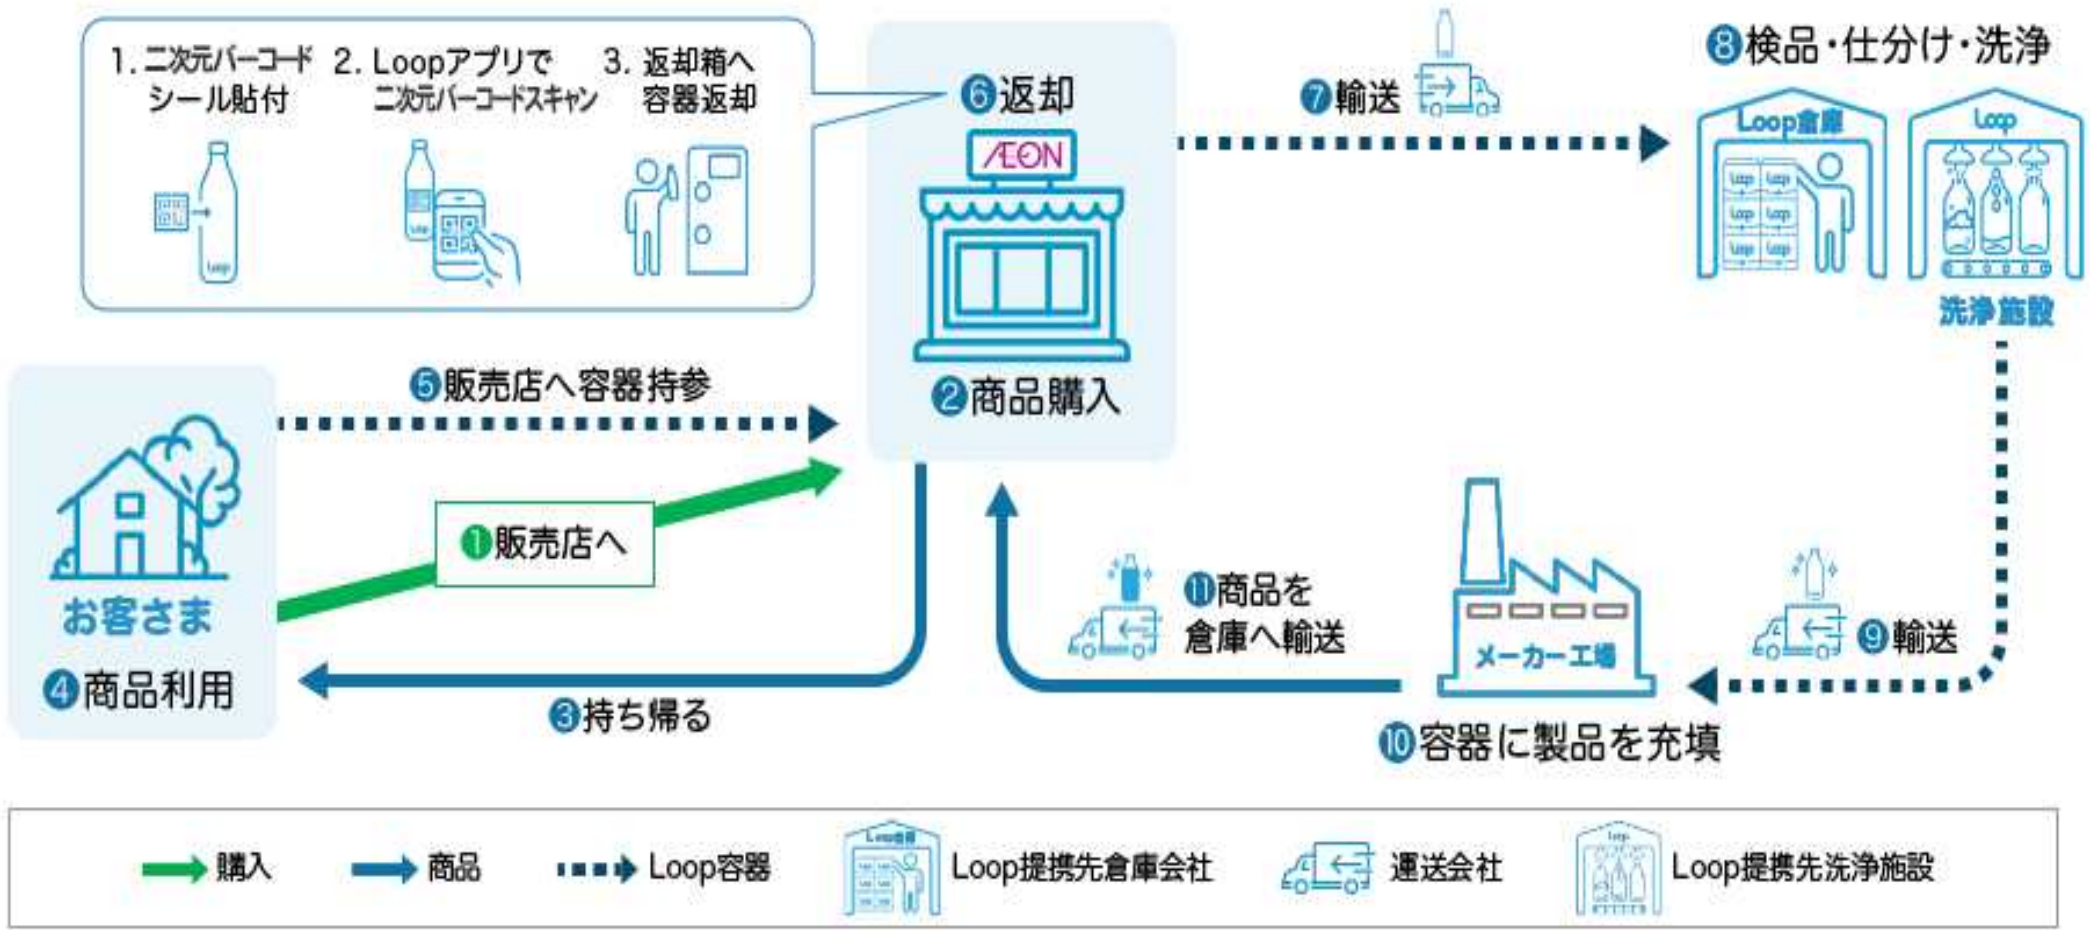 1. 二次元バーコード
シール貼付
2. Loopアプリで
二次元バーコードスキャン
3. 返却箱へ
容器返却
❻返却
ÆON
❷商品購入
❼輸送
❽検品・仕分け・洗浄
Loop倉庫
Loop
洗浄施設
❺販売店へ容器持参
❶販売店へ
お客さま
❹商品利用
❸持ち帰る
⓫商品を
倉庫へ輸送
メーカー工場
❾輸送
❿容器に製品を充填
購入
商品
Loop容器
Loop提携先倉庫会社
運送会社
Loop提携先洗浄施設